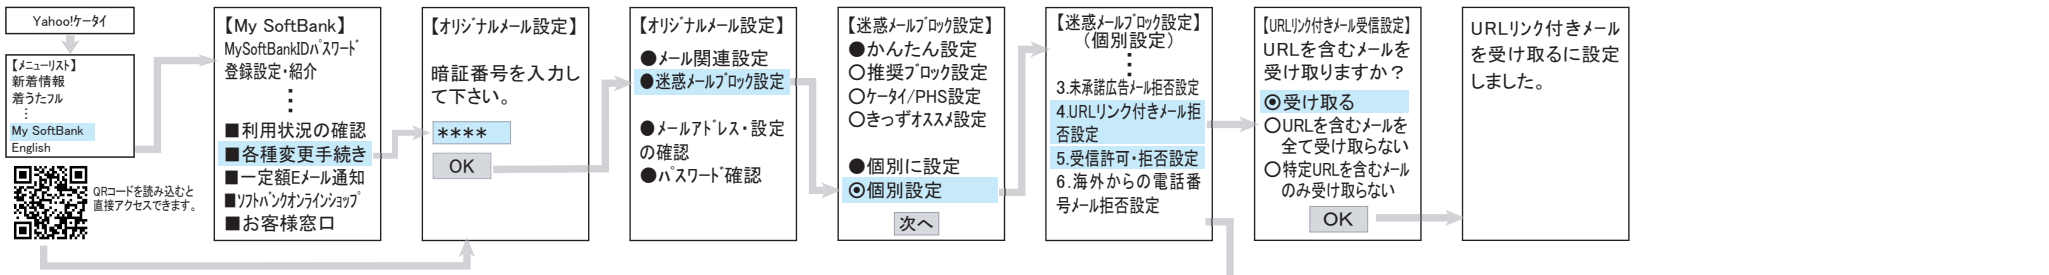 Yahoo!ケータイ
【メニューリスト】
新着情報
着うたフル
⋮
My SoftBank
English
QRコードを読み込むと
直接アクセスできます。
【My SoftBank】
MySoftBankIDパスワード
登録設定・紹介
⋮
■利用状況の確認
■各種変更手続き
■一定額Eメール通知
■ソフトバンクオンラインショップ
■お客様窓口
【オリジナルメール設定】
暗証番号を入力し
て下さい。
****
OK
【オリジナルメール設定】
●メール関連設定
●迷惑メールブロック設定
●メールアドレス・設定
の確認
●パスワード確認
【迷惑メールブロック設定】
●かんたん設定
○推奨ブロック設定
○ケータイ/PHS設定
○きっずオススメ設定
●個別に設定
◉個別設定
次へ
【迷惑メールブロック設定】
(個別設定)
⋮
3.未承諾広告メール拒否設定
4.URLリンク付きメール拒
否設定
5.受信許可・拒否設定
6.海外からの電話番
号メール拒否設定
【URLリンク付きメール受信設定】
URLを含むメールを
受け取りますか？
◉受け取る
○URLを含むメールを
全て受け取らない
○特定URLを含むメール
のみ受け取らない
OK
URLリンク付きメール
を受け取るに設定
しました。